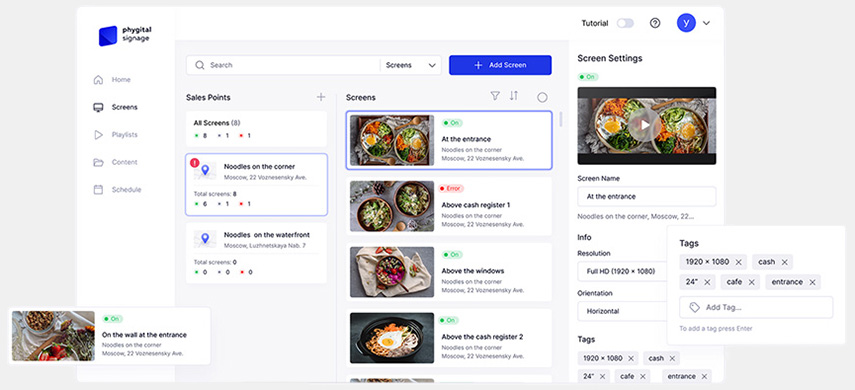 phygital
signage
Tutorial
y
Home
Screens
Playlists
Content
Schedule
Search
Screens
+ Add Screen
Sales Points
All Screens (8)
8 1 1
Noodles on the corner
Moscow, 22 Voznesensky Ave.
Total screens: 8
6 1 1
Noodles on the waterfront
Moscow, Luzhnetskaya Nab. 7
Total screens: 0
0 0 0
Screens
On
At the entrance
Noodles on the corner
Moscow, 22 Voznesensky Ave.
Error
Above cash register 1
Noodles on the corner
Moscow, 22 Voznesensky Ave.
On
Above the windows
Noodles on the corner
Moscow, 22 Voznesensky Ave.
On
Above the cash register 2
Noodles on the corner
Moscow, 22 Voznesensky Ave.
Screen Settings
On
Screen Name
At the entrance
Noodles on the corner, Moscow, 22...
Info
Resolution
Full HD (1920 × 1080)
Orientation
Horizontal
Tags
1920 × 1080 × cash ×
24" × cafe × entrance ×
Tags
1920 × 1080 × cash ×
24" × cafe × entrance ×
Add Tag...
To add a tag press Enter
On
On the wall at the entrance
Noodles on the corner
Moscow, 22 Voznesensky Ave.